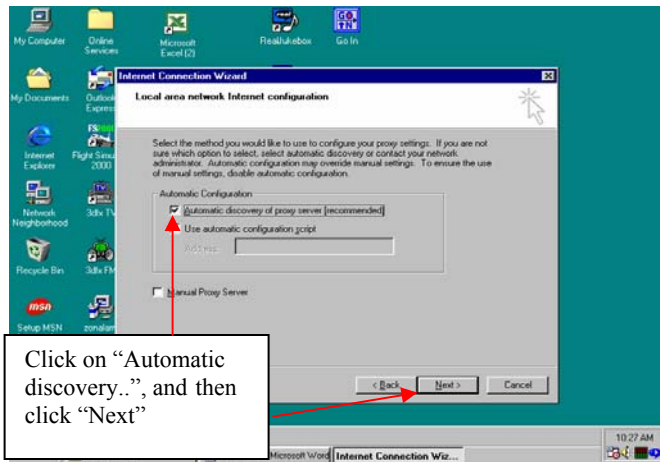 My Computer
Online Services
Microsoft Excel (2)
RealJukebox
Go In
My Documents
Outlook Express
Internet Explorer
Flight Simu
2000
Network Neighborhood
3dfx TV
Recycle Bin
3dfx FM
msn
Setup MSN
zonalarm
Internet Connection Wizard
Local area network Internet configuration
Select the method you would like to use to configure your proxy settings. If you are not
sure which option to select, select automatic discovery or contact your network
administrator. Automatic configuration may override manual settings. To ensure the use
of manual settings, disable automatic configuration.
Automatic Configuration
Automatic discovery of proxy server [recommended]
Use automatic configuration script
Address:
Manual Proxy Server
< Back
Next >
Cancel
Click on “Automatic
discovery..”, and then
click “Next”
Microsoft Word
Internet Connection Wiz...
10:27 AM